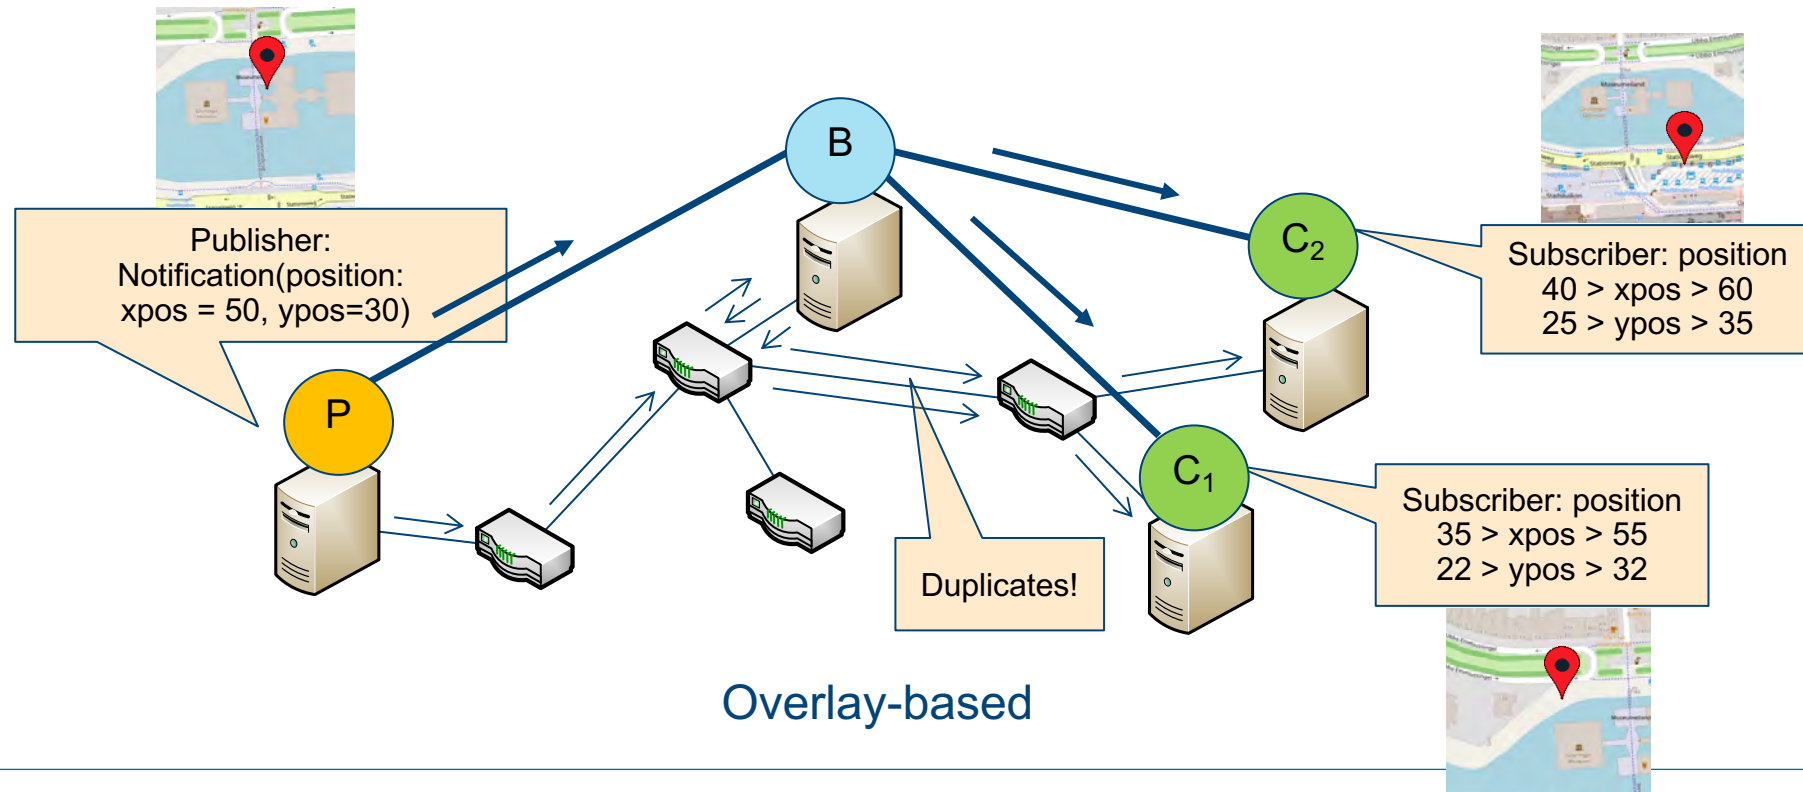 B
Publisher:
Notification(position:
xpos = 50, ypos=30)
C2
Subscriber: position
40 > xpos > 60
25 > ypos > 35
P
C1
Subscriber: position
35 > xpos > 55
22 > ypos > 32
Duplicates!
Overlay-based